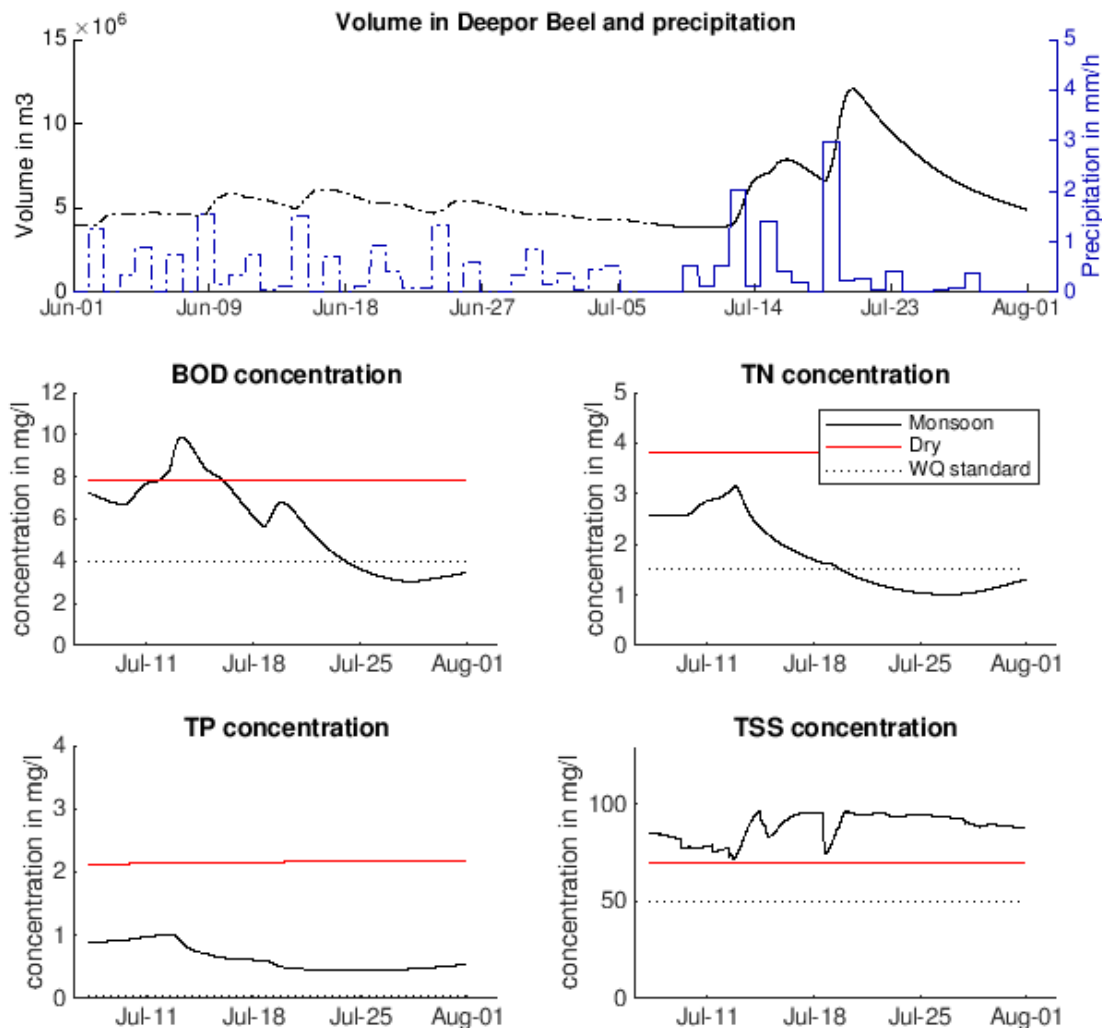 Volume in Deepor Beel and precipitation
×10⁶
15
10
5
0
Volume in m3
5
4
3
2
1
0
Precipitation in mm/h
Jun-01 Jun-09 Jun-18 Jun-27 Jul-05 Jul-14 Jul-23 Aug-01
BOD concentration
12
10
8
6
4
2
0
concentration in mg/l
Jul-11 Jul-18 Jul-25 Aug-01
TN concentration
5
4
3
2
1
0
concentration in mg/l
Monsoon
Dry
WQ standard
Jul-11 Jul-18 Jul-25 Aug-01
TP concentration
4
3
2
1
0
concentration in mg/l
Jul-11 Jul-18 Jul-25 Aug-01
TSS concentration
100
50
0
concentration in mg/l
Jul-11 Jul-18 Jul-25 Aug-01